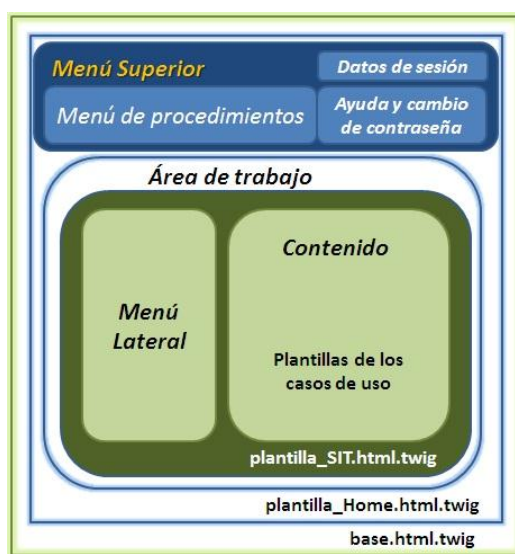 Menú Superior
Datos de sesión
Menú de procedimientos
Ayuda y cambio
de contraseña
Área de trabajo
Menú
Lateral
Contenido
Plantillas de los
casos de uso
plantilla_SIT.html.twig
plantilla_Home.html.twig
base.html.twig